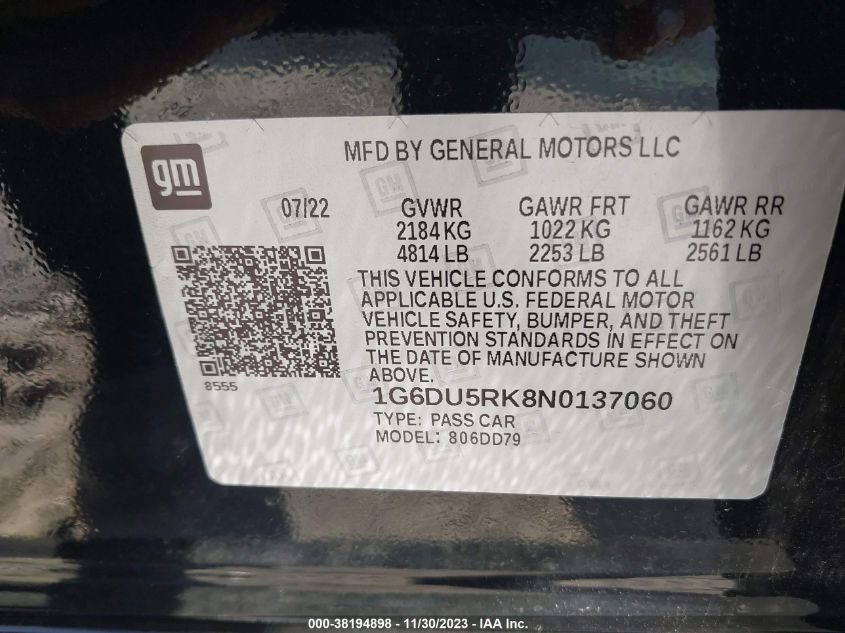 gm
MFD BY GENERAL MOTORS LLC
07/22 GVWR GAWR FRT GAWR RR
2184 KG 1022 KG 1162 KG
4814 LB 2253 LB 2561 LB
THIS VEHICLE CONFORMS TO ALL
APPLICABLE U.S. FEDERAL MOTOR
VEHICLE SAFETY, BUMPER, AND THEFT
PREVENTION STANDARDS IN EFFECT ON
THE DATE OF MANUFACTURE SHOWN
ABOVE.
8555
1G6DU5RK8N0137060
TYPE: PASS CAR
MODEL: 806DD79
000-38194898 - 11/30/2023 - WWW.IAAI.COM